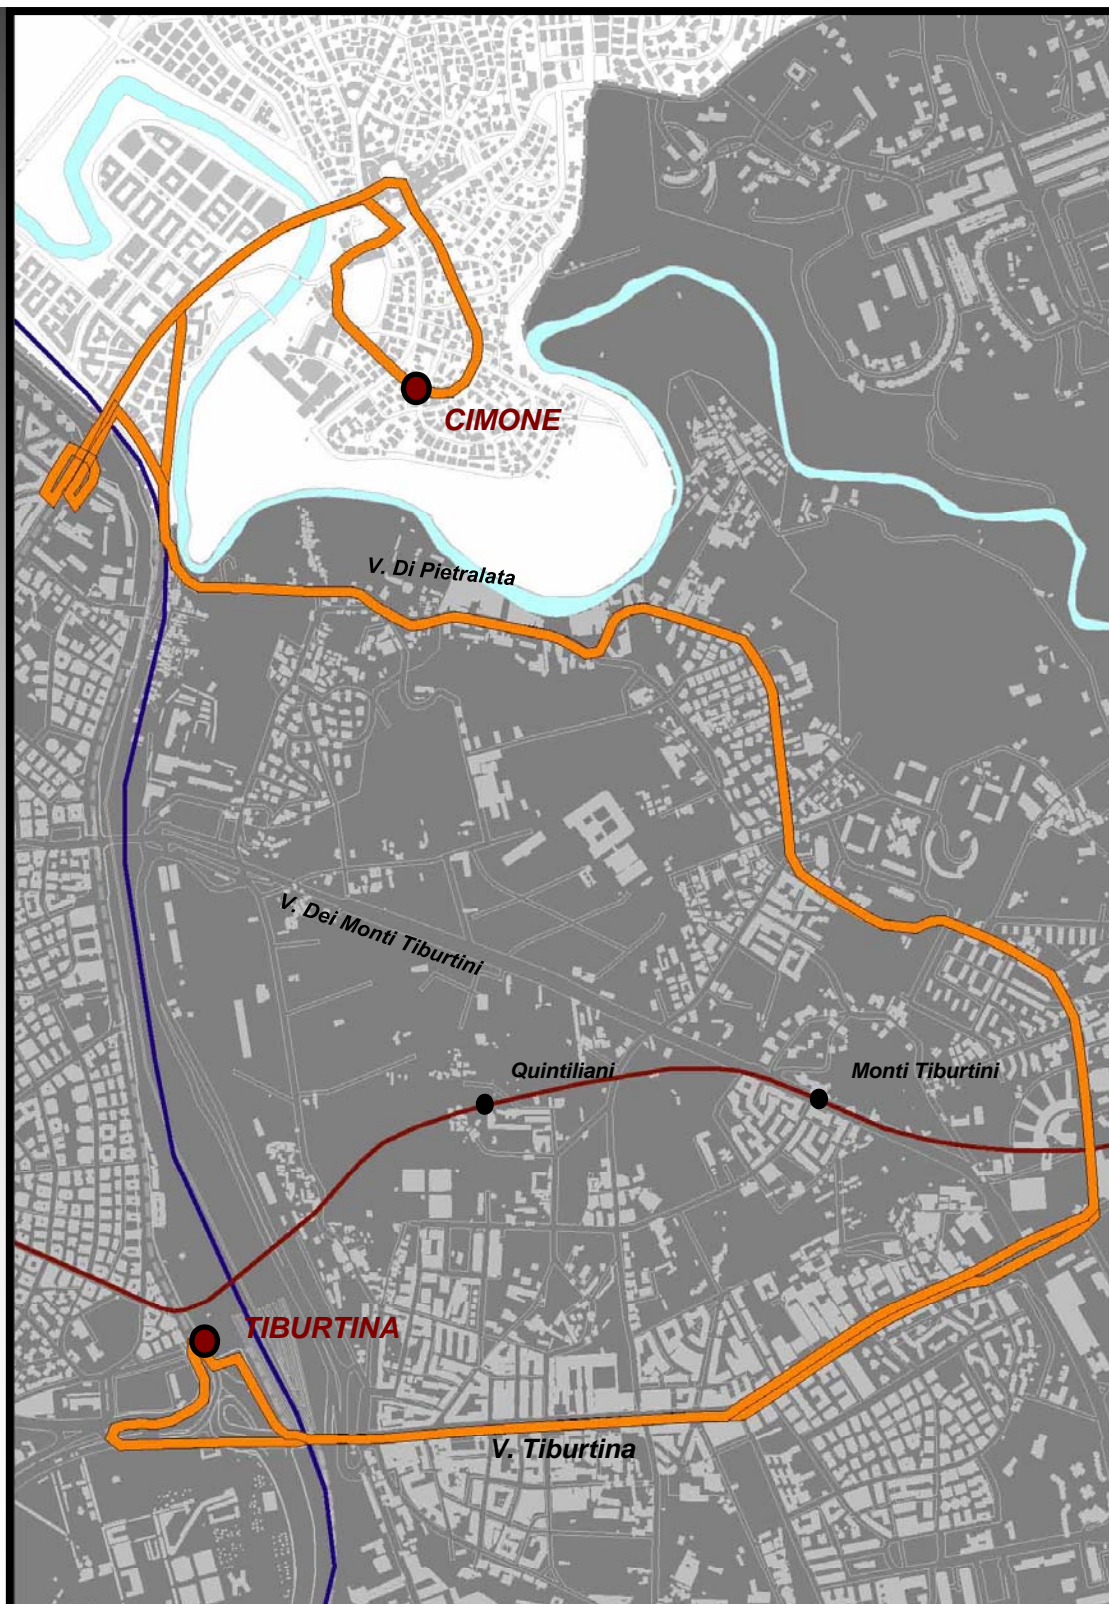 CIMONE
V. Di Pietralata
V. Dei Monti Tiburtini
Quintiliani
Monti Tiburtini
TIBURTINA
V. Tiburtina